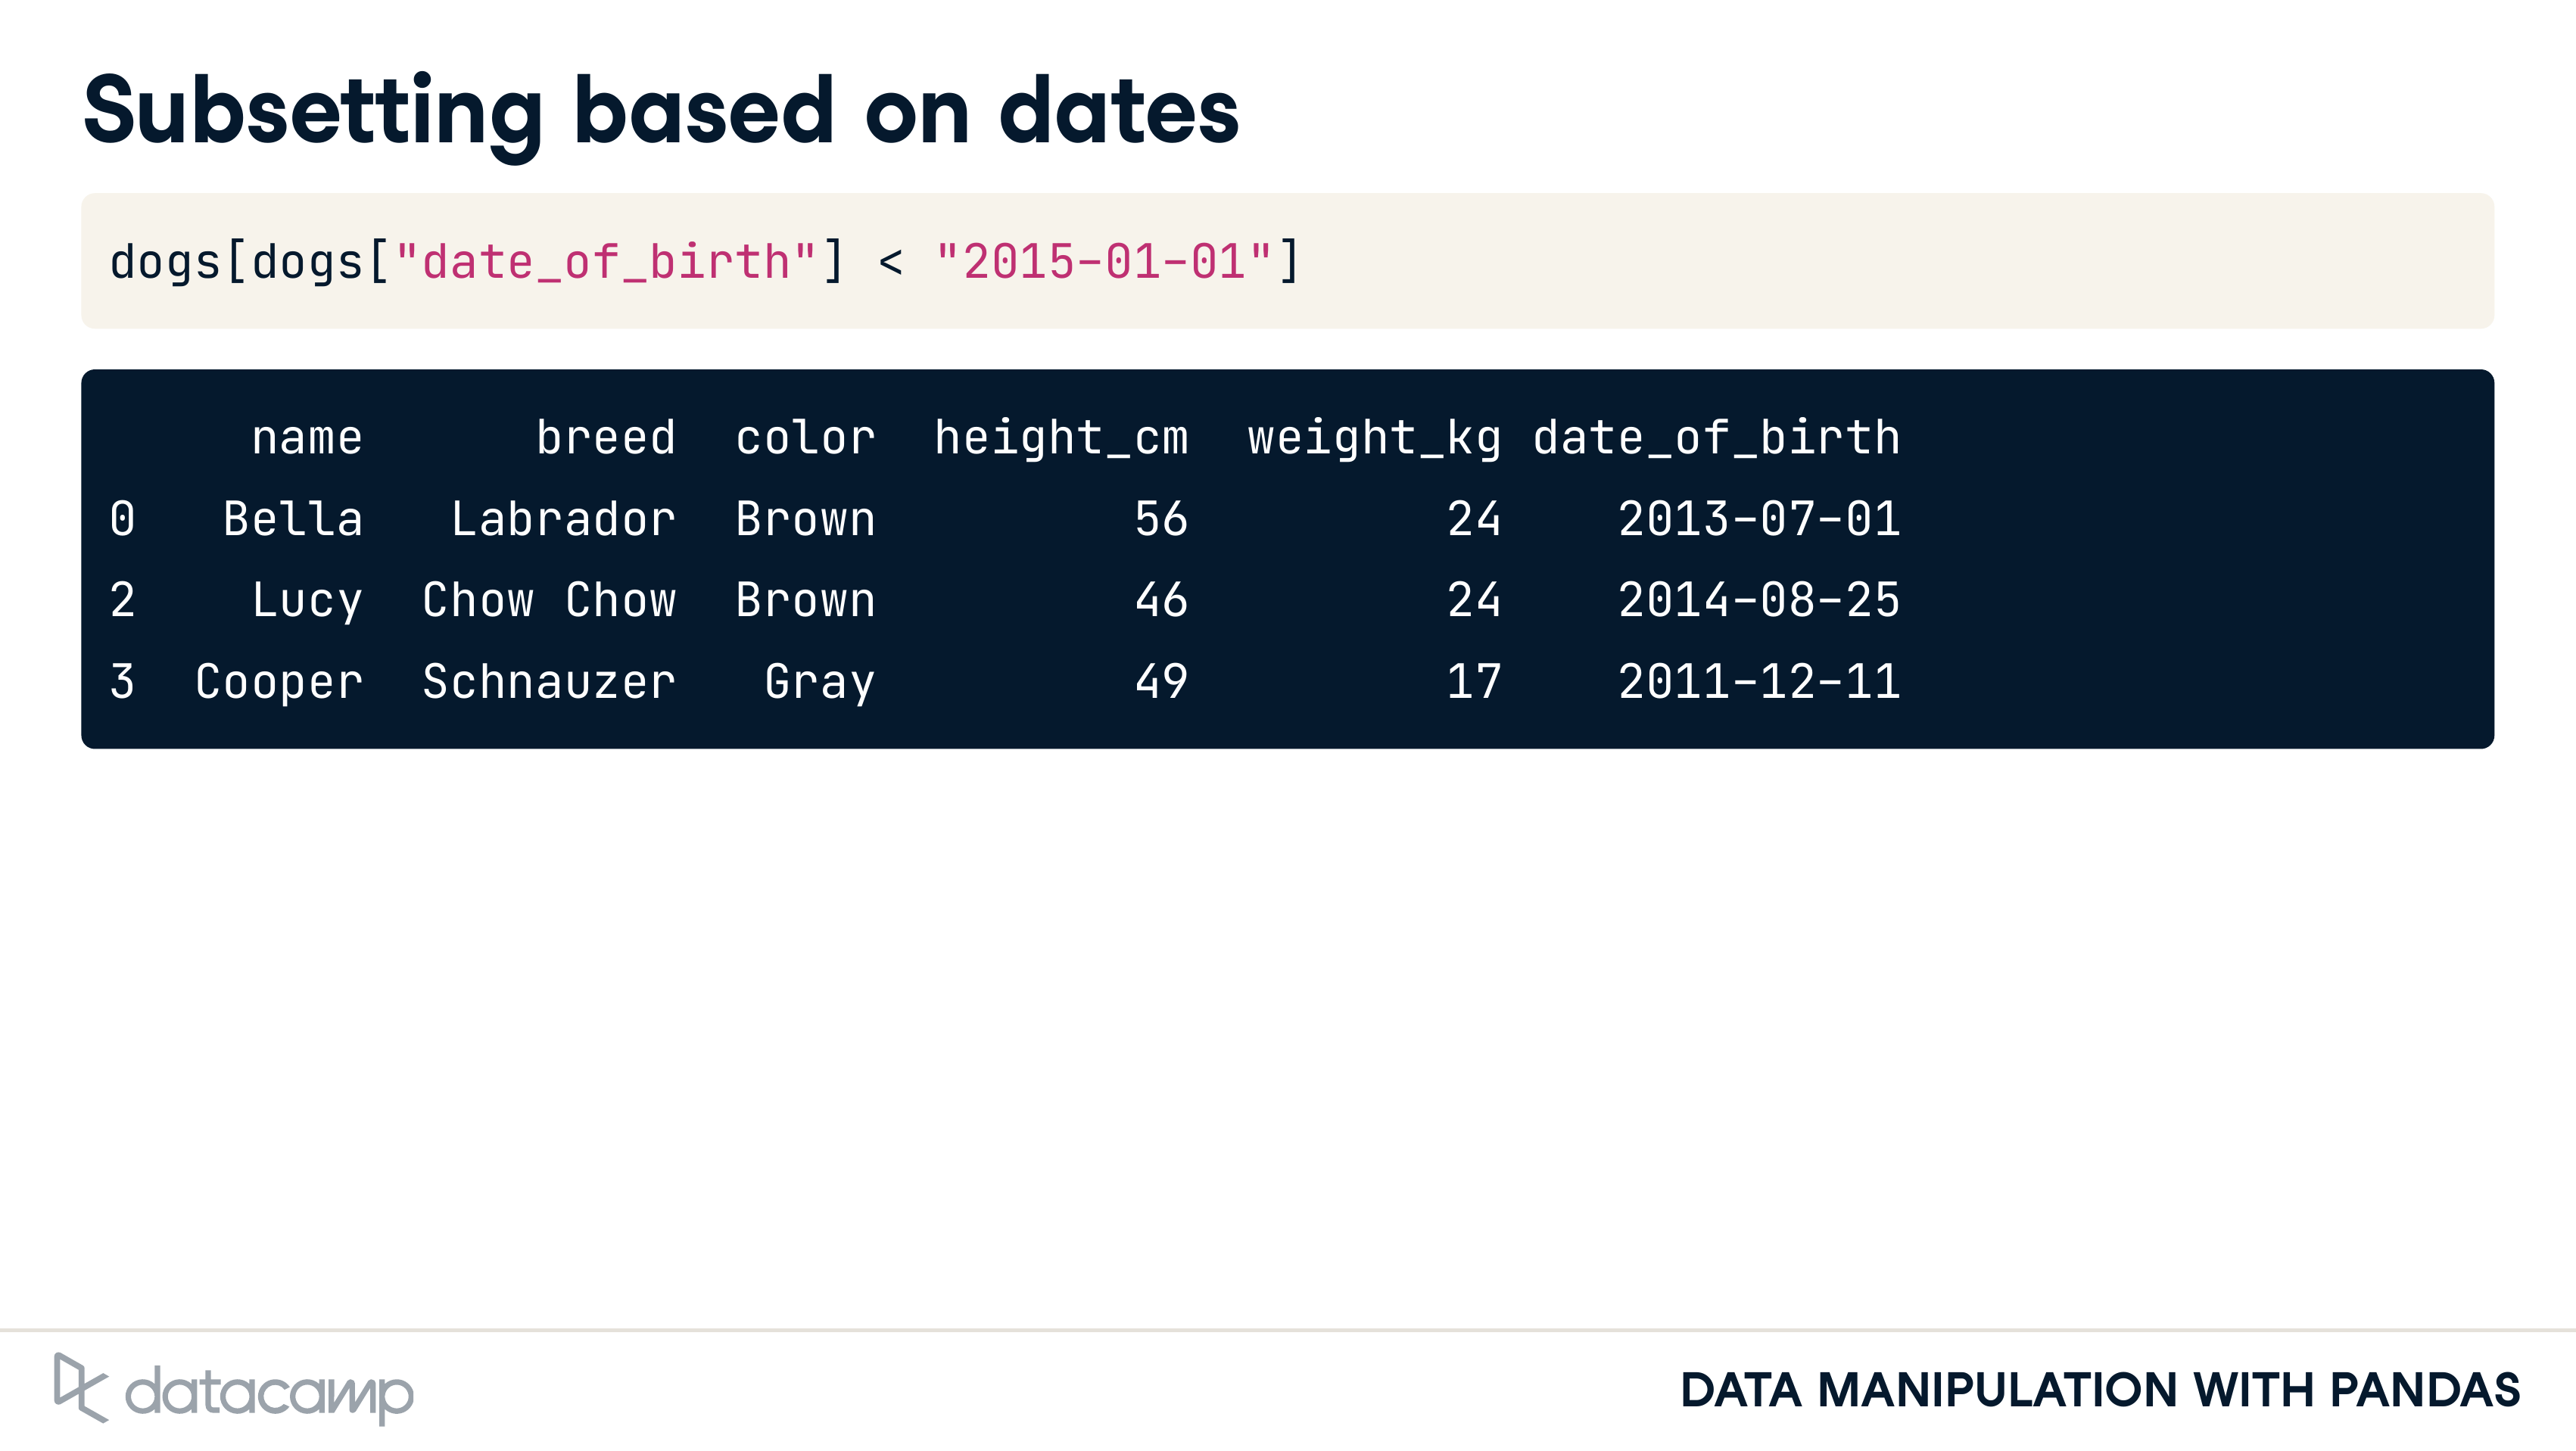 Subsetting based on dates
dogs[dogs["date_of_birth"] < "2015-01-01"]
name breed color height_cm weight_kg date_of_birth
0 Bella Labrador Brown 56 24 2013-07-01
2 Lucy Chow Chow Brown 46 24 2014-08-25
3 Cooper Schnauzer Gray 49 17 2011-12-11
datacamp
DATA MANIPULATION WITH PANDAS